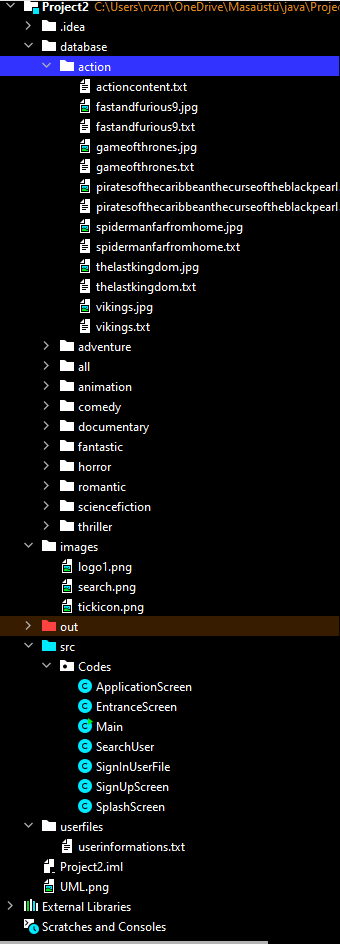 Project2 C:\Users\rvznr\OneDrive\Masaüstü\java\Projec
.idea
database
action
actioncontent.txt
fastandfurious9.jpg
fastandfurious9.txt
gameofthrones.jpg
gameofthrones.txt
piratesofthecaribbeanthecurseoftheblackpearl
piratesofthecaribbeanthecurseoftheblackpearl
spidermanfarfromhome.jpg
spidermanfarfromhome.txt
thelastkingdom.jpg
thelastkingdom.txt
vikings.jpg
vikings.txt
adventure
all
animation
comedy
documentary
fantastic
horror
romantic
sciencefiction
thriller
images
logo1.png
search.png
tickicon.png
out
src
Codes
ApplicationScreen
EntranceScreen
Main
SearchUser
SignInUserFile
SignUpScreen
SplashScreen
userfiles
userinformations.txt
Project2.iml
UML.png
External Libraries
Scratches and Consoles